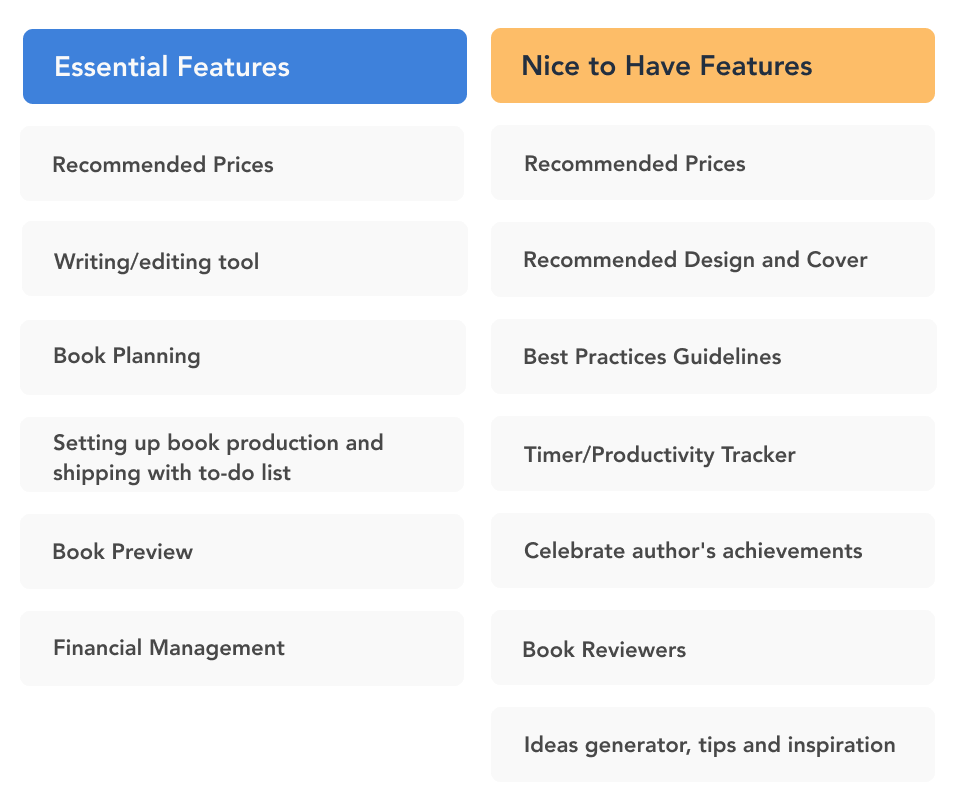 Essential Features
Recommended Prices
Writing/editing tool
Book Planning
Setting up book production and
shipping with to-do list
Book Preview
Financial Management
Nice to Have Features
Recommended Prices
Recommended Design and Cover
Best Practices Guidelines
Timer/Productivity Tracker
Celebrate author's achievements
Book Reviewers
Ideas generator, tips and inspiration